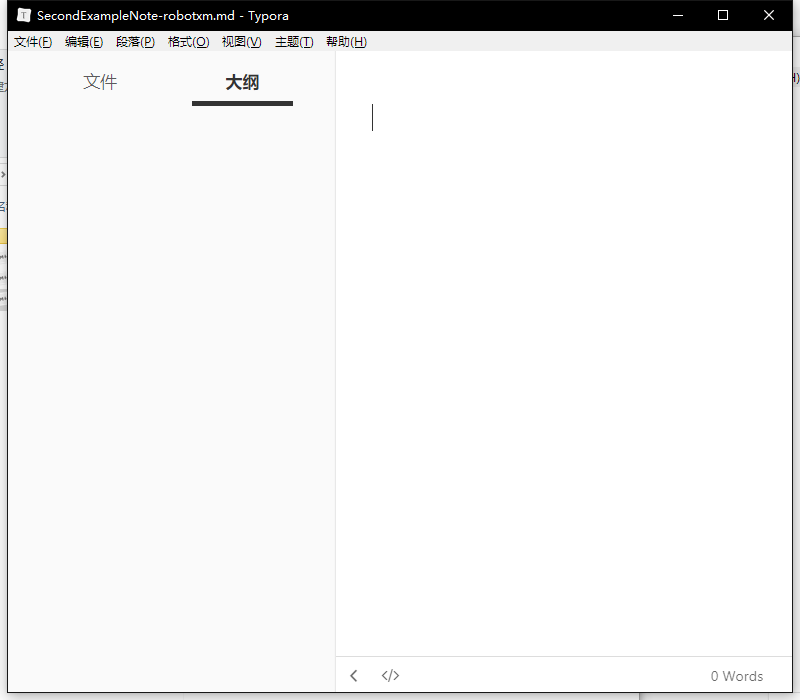 SecondExampleNote-robotxm.md - Typora
文件(F) 编辑(E) 段落(P) 格式(O) 视图(V) 主题(T) 帮助(H)
文件 大纲
</>
0 Words